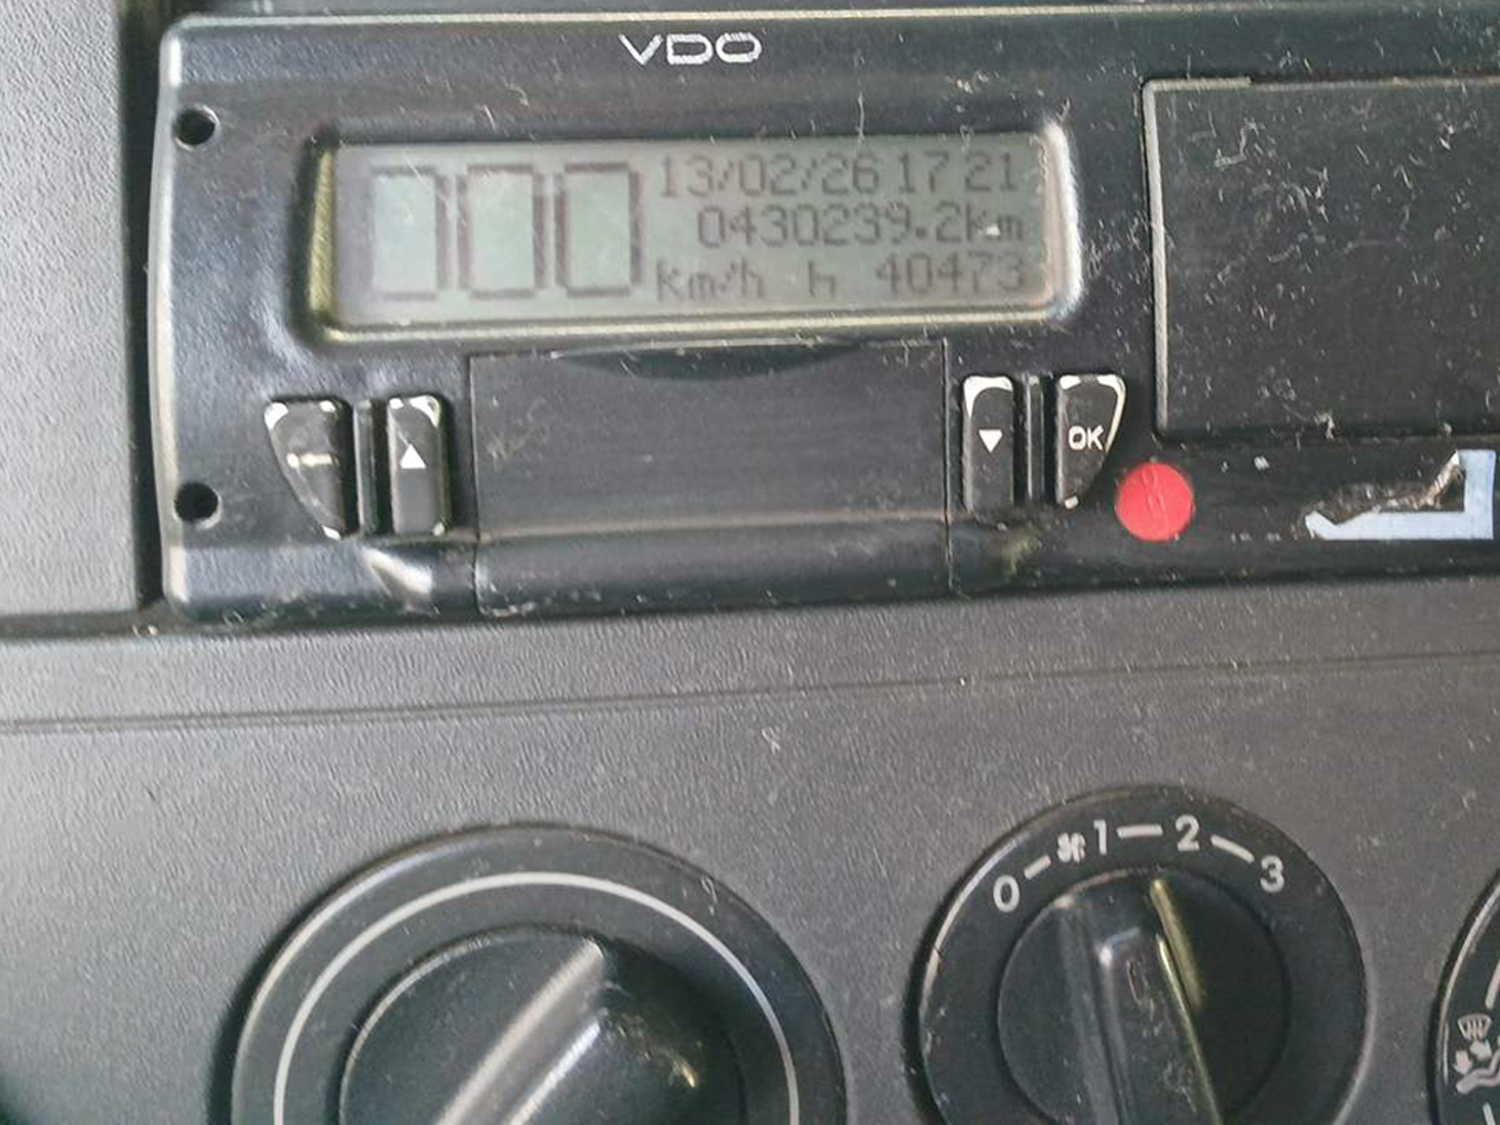 VDO
000
13/02/26 17 21
0430239.2km
km/h h 40473
OK
0 1 2 3